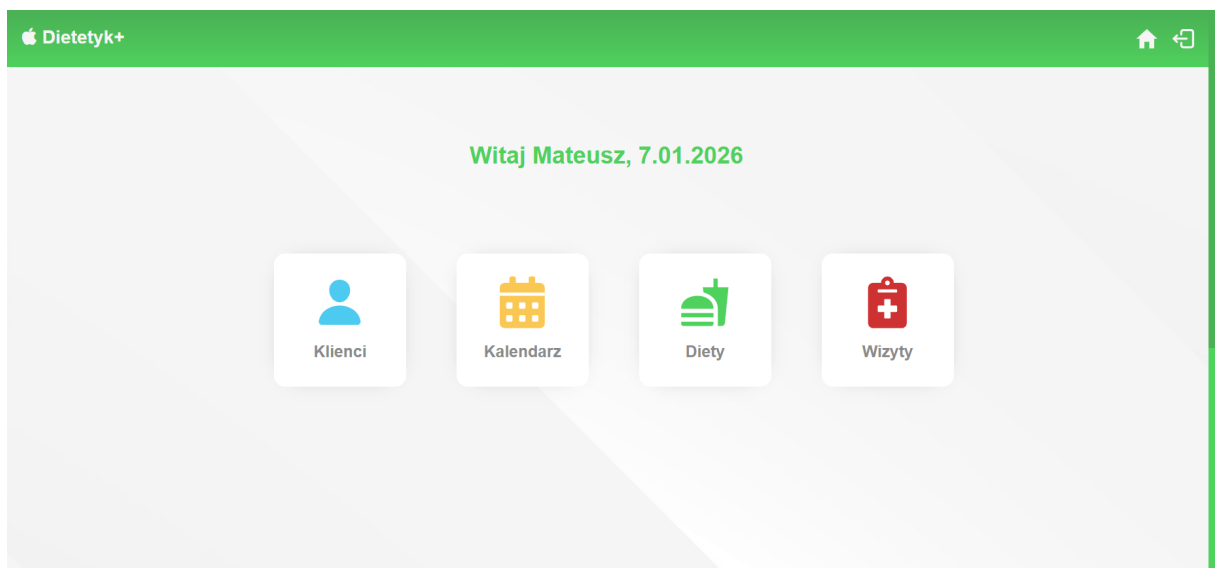 Dietetyk+
Witaj Mateusz, 7.01.2026
Klienci
Kalendarz
Diety
Wizyty